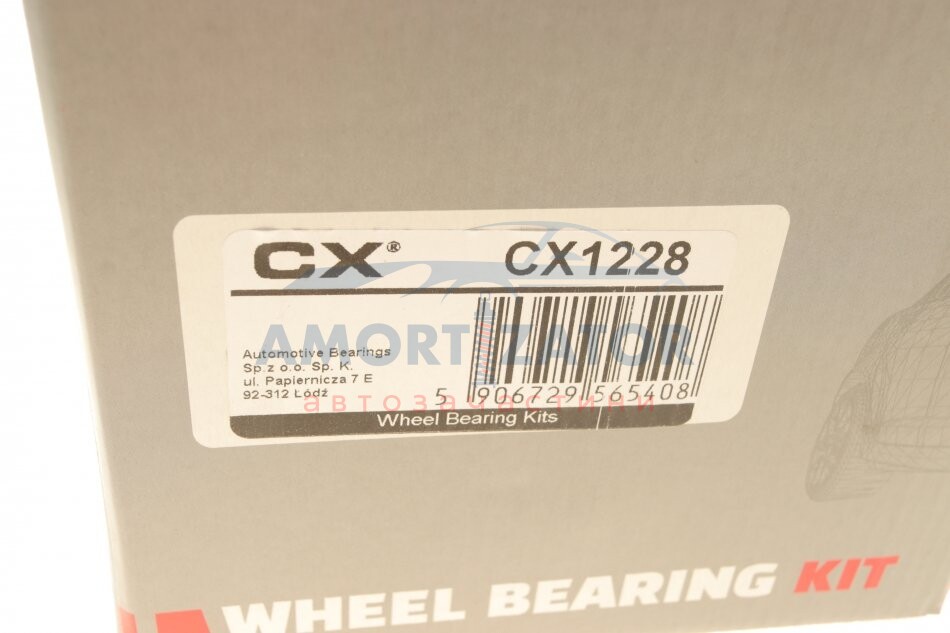 CX® CX1228
AMORTIZATOR
Automotive Bearings
Sp.z o.o. Sp. K.
ul. Papiernicza 7 E
92-312 Łódź
5 906729 565408
автозапчастини
Wheel Bearing Kits
WHEEL BEARING KIT